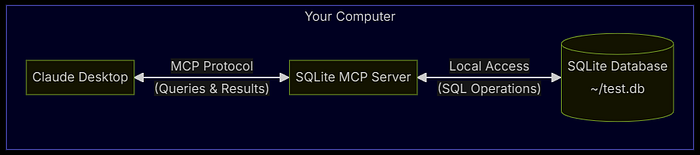 Your Computer
Claude Desktop
MCP Protocol
(Queries & Results)
SQLite MCP Server
Local Access
(SQL Operations)
SQLite Database
~/test.db